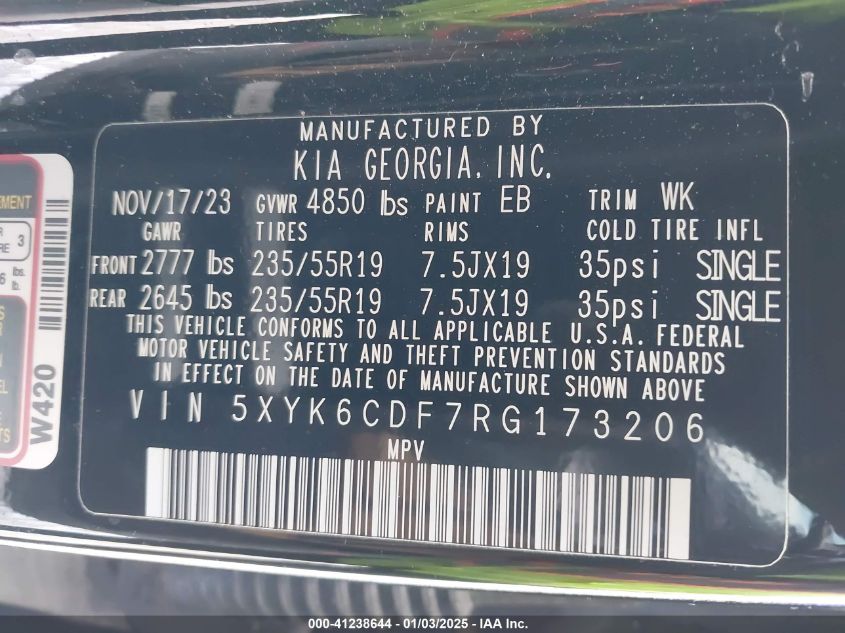 MANUFACTURED BY
KIA GEORGIA, INC.
NOV/17/23 GVWR 4850 lbs PAINT EB TRIM WK
GAWR TIRES RIMS COLD TIRE INFL
FRONT 2777 lbs 235/55R19 7.5JX19 35psi SINGLE
REAR 2645 lbs 235/55R19 7.5JX19 35psi SINGLE
THIS VEHICLE CONFORMS TO ALL APPLICABLE U.S.A. FEDERAL
MOTOR VEHICLE SAFETY AND THEFT PREVENTION STANDARDS
IN EFFECT ON THE DATE OF MANUFACTURE SHOWN ABOVE
VIN 5XYK6CDF7RG173206
MPV
3
lbs.
W420
000-41238644 — 01/03/2025 — IAA Inc.